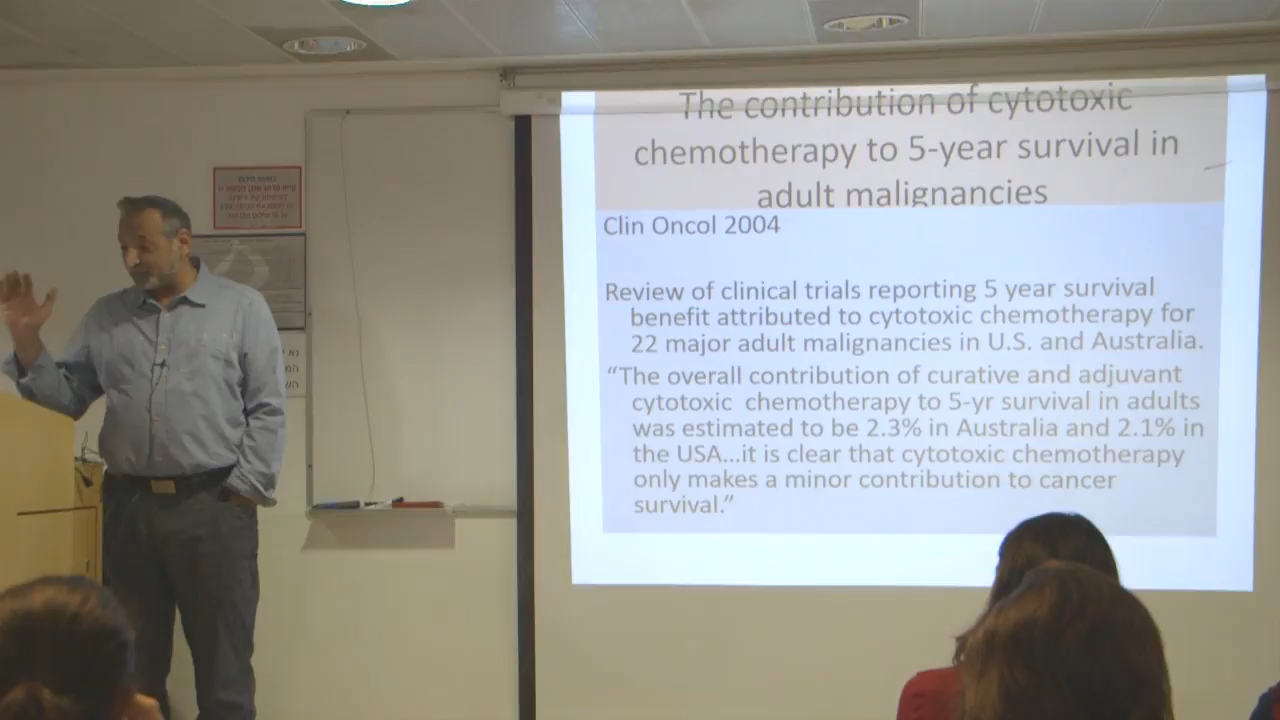 The contribution of cytotoxic
chemotherapy to 5-year survival in
adult malignancies
Clin Oncol 2004
Review of clinical trials reporting 5 year survival
benefit attributed to cytotoxic chemotherapy for
22 major adult malignancies in U.S. and Australia.
“The overall contribution of curative and adjuvant
cytotoxic chemotherapy to 5-yr survival in adults
was estimated to be 2.3% in Australia and 2.1% in
the USA...it is clear that cytotoxic chemotherapy
only makes a minor contribution to cancer
survival.”